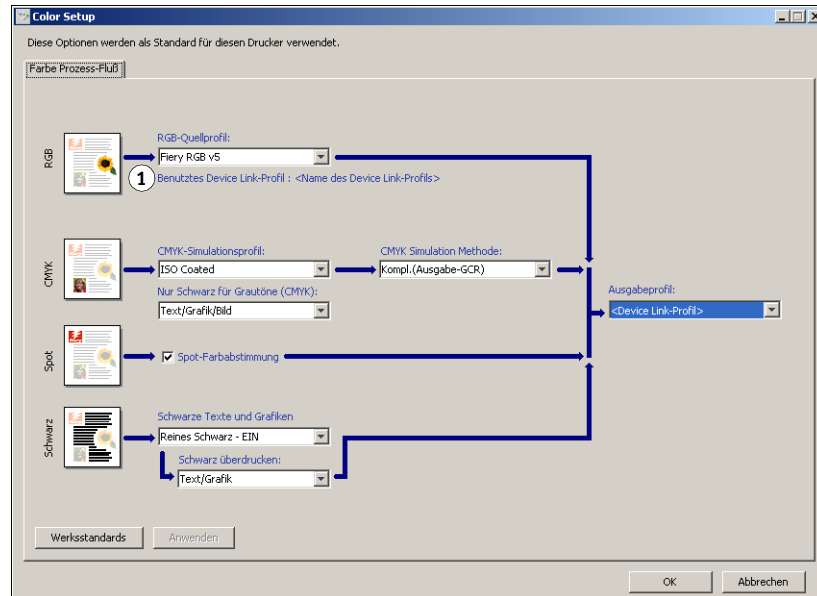 Color Setup
Diese Optionen werden als Standard für diesen Drucker verwendet.
Farbe Prozess-Fluß
RGB
RGB-Quellprofil:
Fiery RGB v5
1
Benutztes Device Link-Profil : <Name des Device Link-Profils>
CMYK
CMYK-Simulationsprofil:
ISO Coated
CMYK Simulation Methode:
Kompl.(Ausgabe-GCR)
Nur Schwarz für Grautöne (CMYK):
Text/Grafik/Bild
Ausgabeprofil:
<Device Link-Profil>
Spot
Spot-Farbabstimmung
Schwarz
Schwarze Texte und Grafiken
Reines Schwarz - EIN
Schwarz überdrucken:
Text/Grafik
Werksstandards
Anwenden
OK
Abbrechen